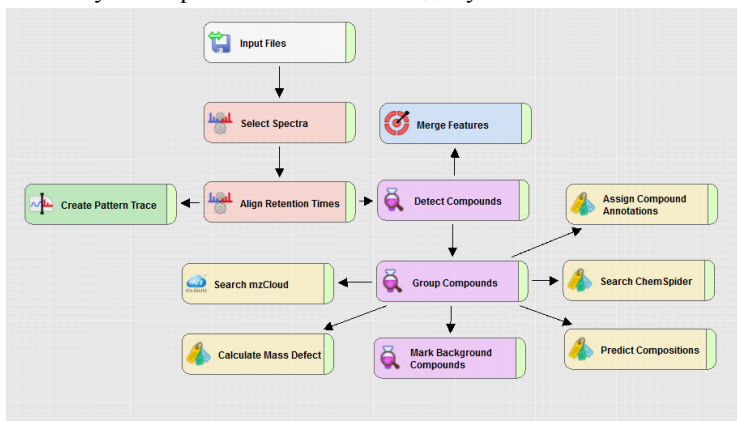 Input Files
Select Spectra
Merge Features
Create Pattern Trace
Align Retention Times
Detect Compounds
Assign Compound
Annotations
Search mzCloud
CLOUD
Group Compounds
Search ChemSpider
Calculate Mass Defect
Mark Background
Compounds
Predict Compositions